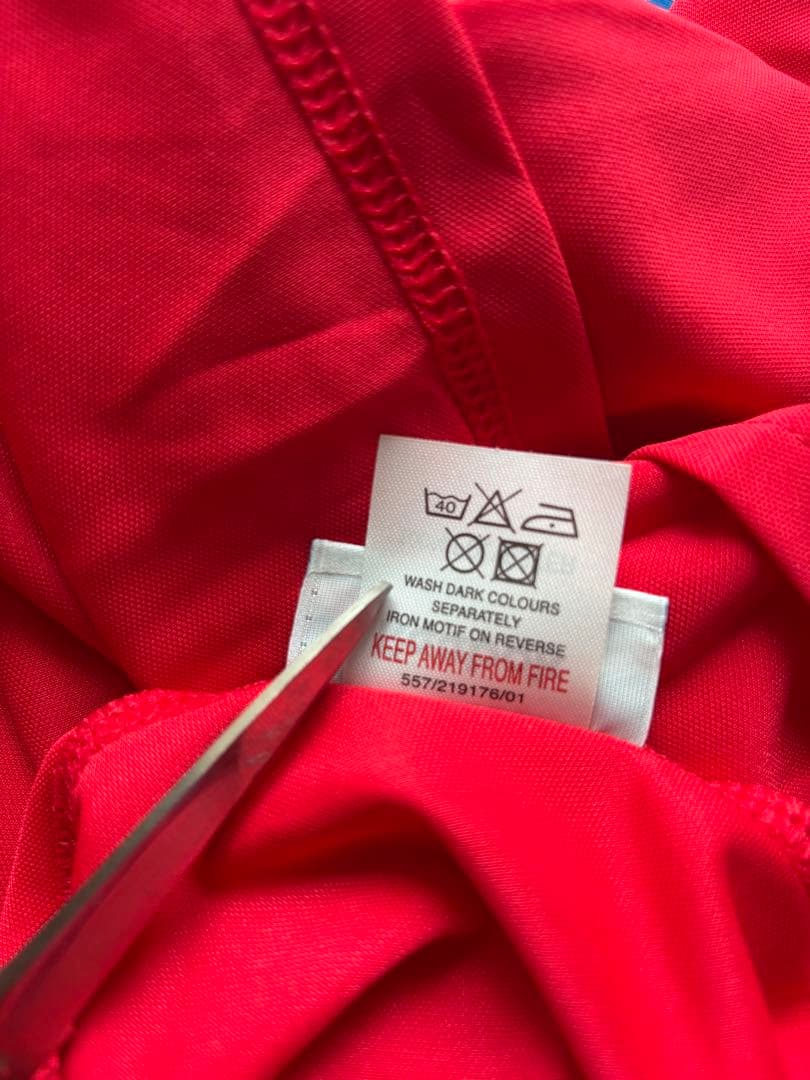 40
WASH DARK COLOURS
SEPARATELY
IRON MOTIF ON REVERSE
KEEP AWAY FROM FIRE
557/219176/01